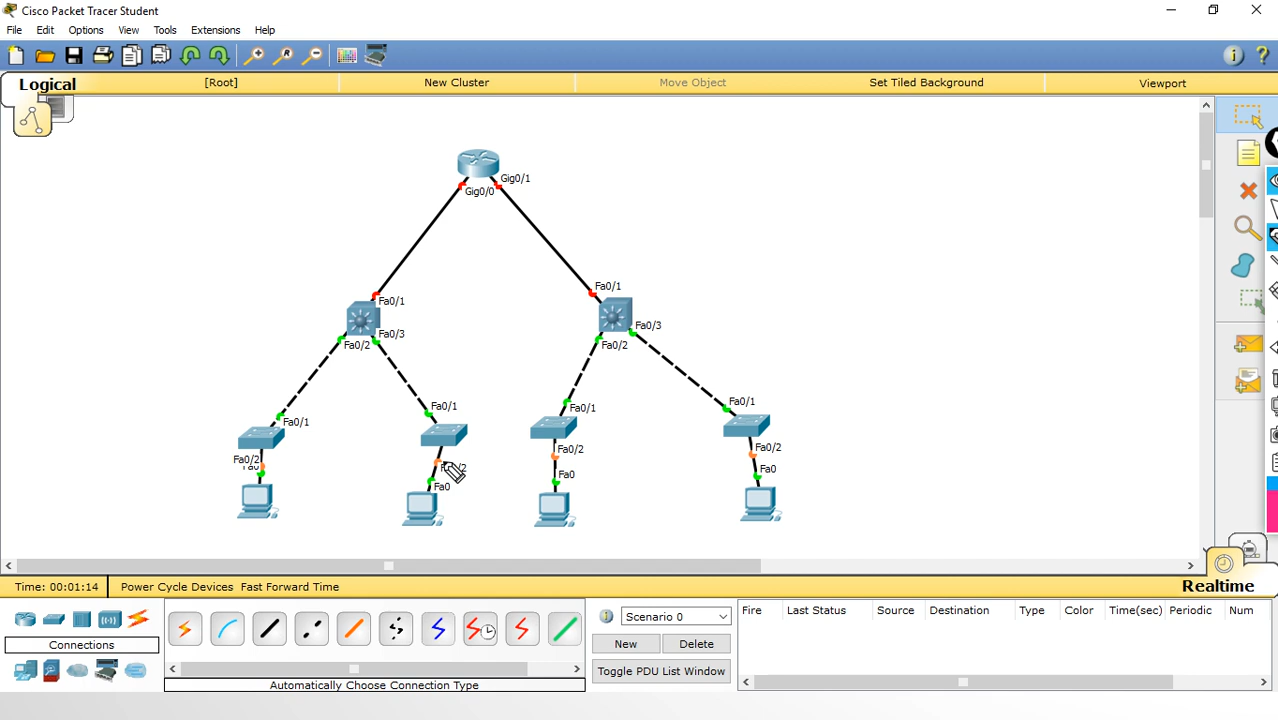 Cisco Packet Tracer Student
File Edit Options View Tools Extensions Help
Logical [Root] New Cluster Move Object Set Tiled Background Viewport
Gig0/1
Gig0/0
Fa0/1
Fa0/1
Fa0/3
Fa0/3
Fa0/2
Fa0/2
Fa0/1
Fa0/1
Fa0/1
Fa0/1
Fa0/2
Fa0/2
Fa0/2
Fa0
Fa0
Fa0
Fa0
Time: 00:01:14 Power Cycle Devices Fast Forward Time Realtime
Scenario 0
Fire Last Status Source Destination Type Color Time(sec) Periodic Num
Connections
New Delete
Toggle PDU List Window
Automatically Choose Connection Type